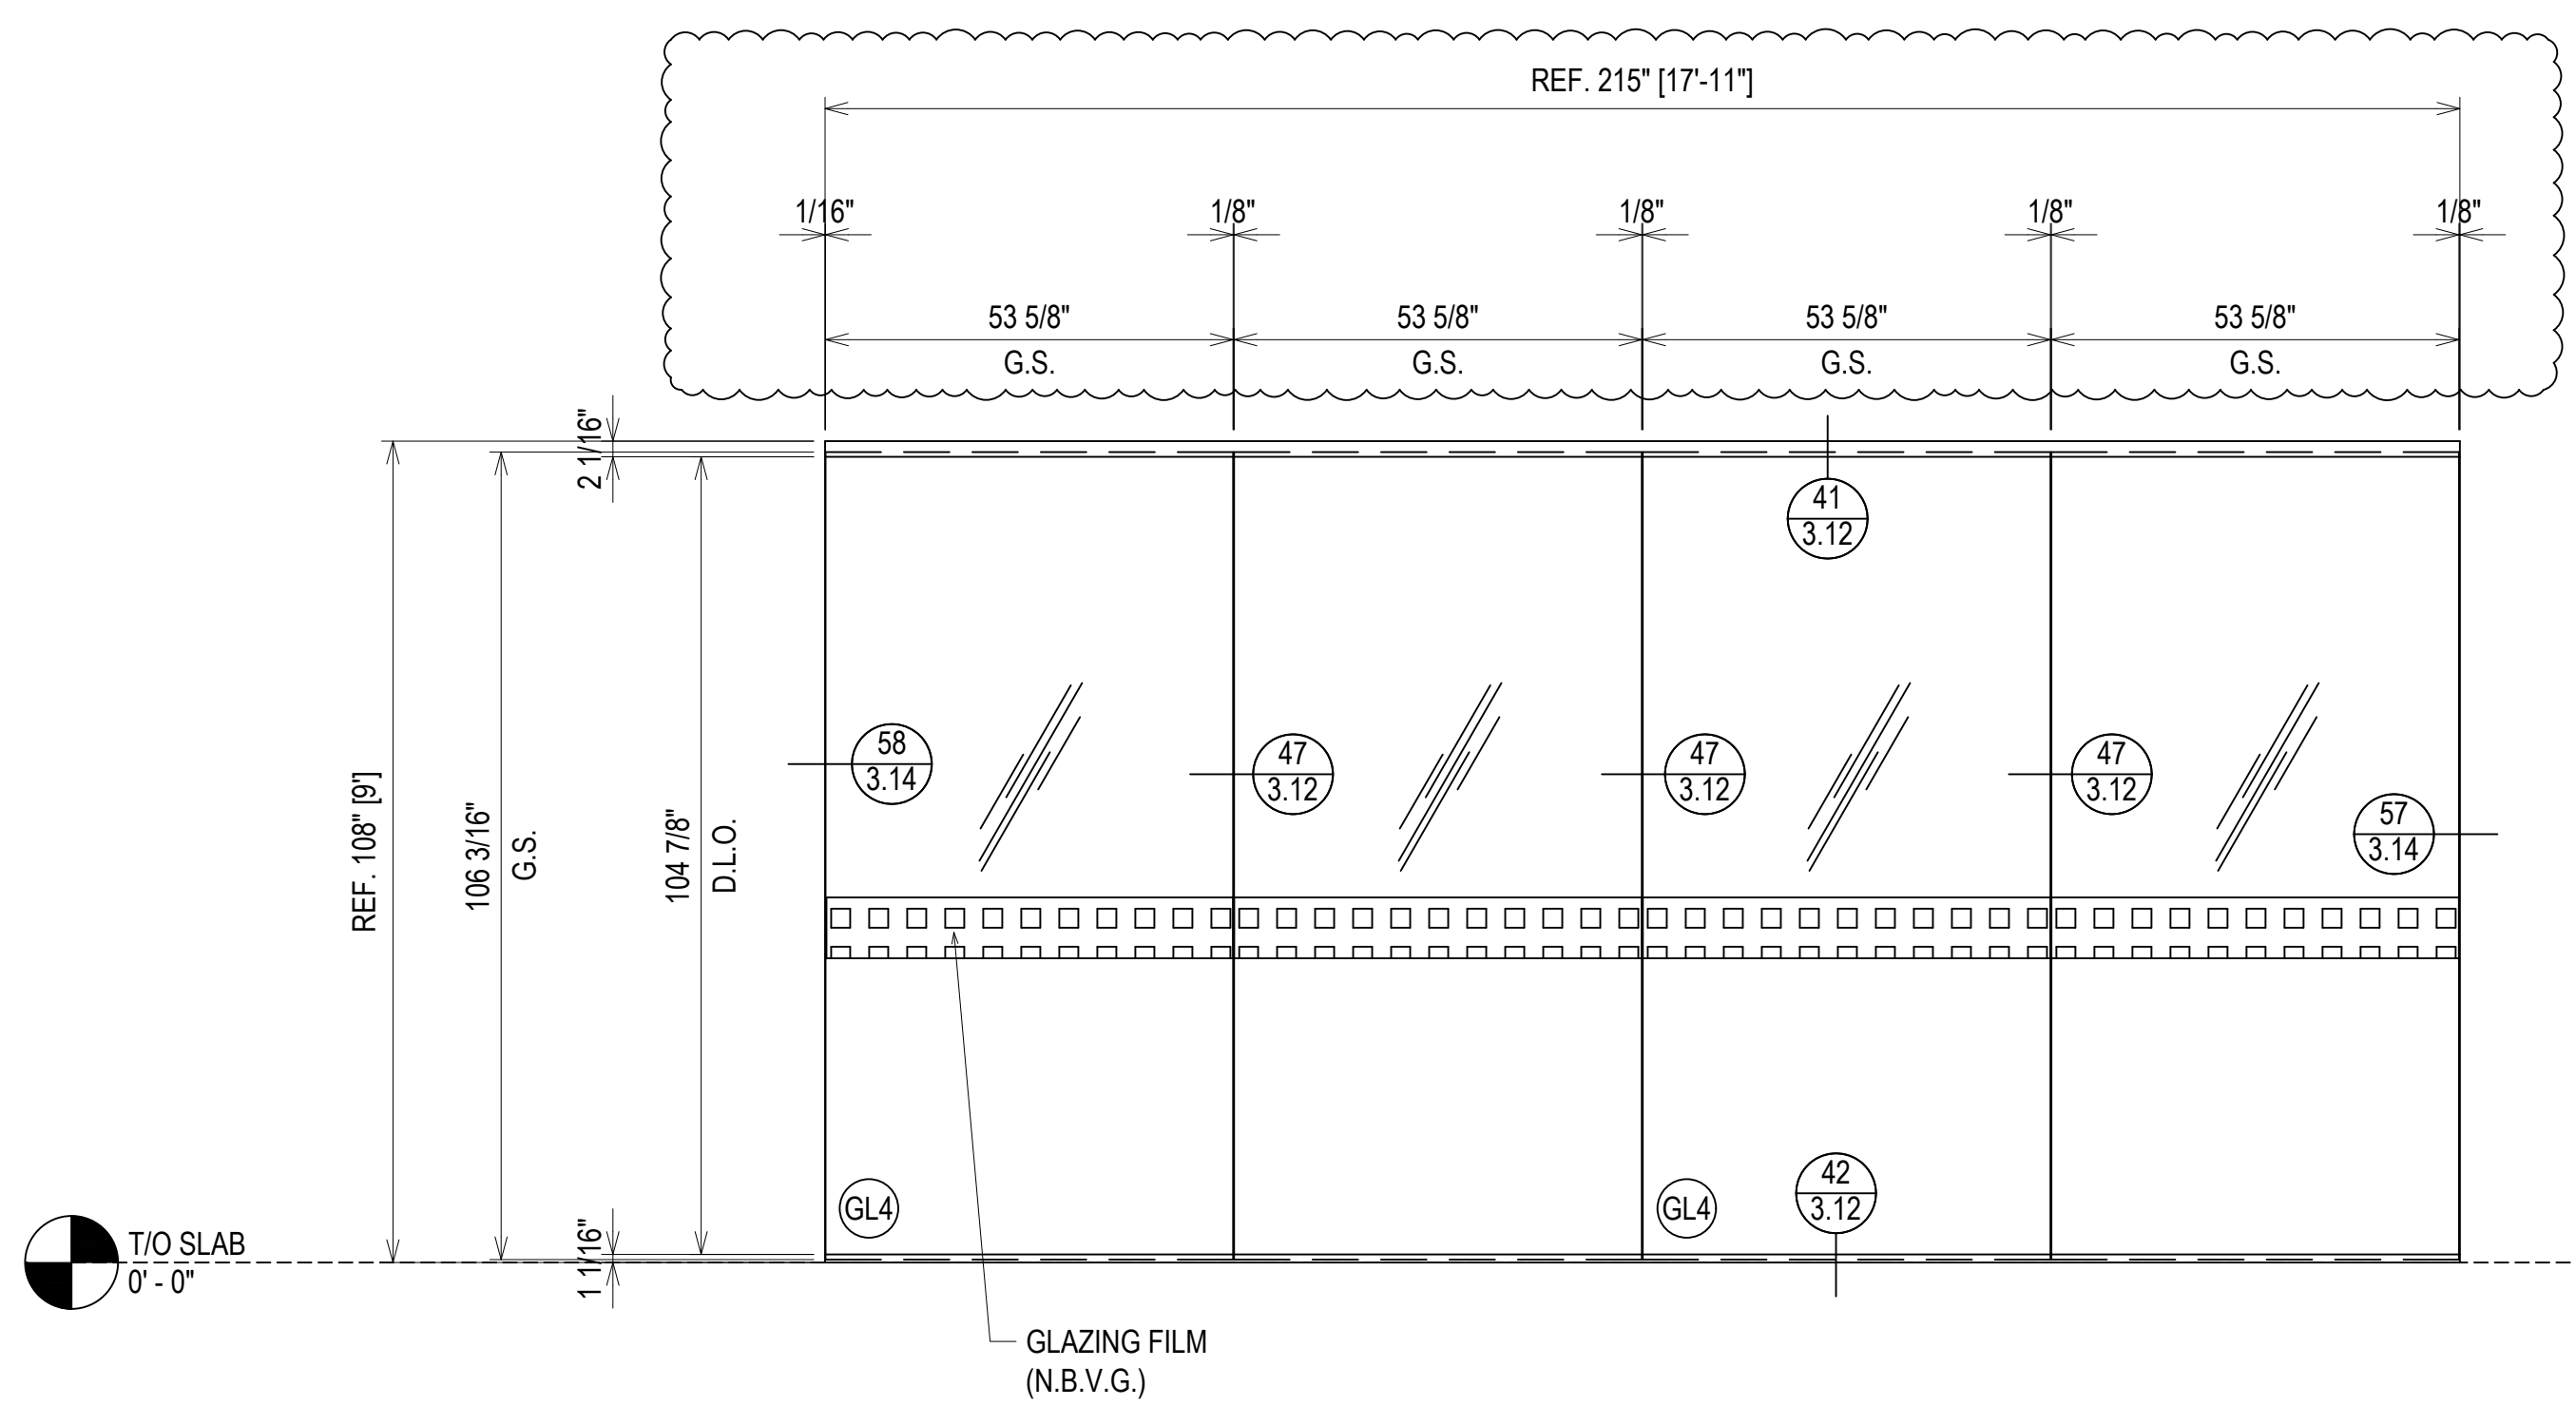 REF. 215" [17'-11"]
1/16"
1/8"
1/8"
1/8"
1/8"
53 5/8"
53 5/8"
53 5/8"
53 5/8"
G.S.
G.S.
G.S.
G.S.
2 1/16"
41
3.12
58
3.14
47
3.12
47
3.12
47
3.12
57
3.14
REF. 108" [9']
106 3/16"
G.S.
104 7/8"
D.L.O.
GL4
GL4
42
3.12
T/O SLAB
0' - 0"
1 1/16"
GLAZING FILM
(N.B.V.G.)